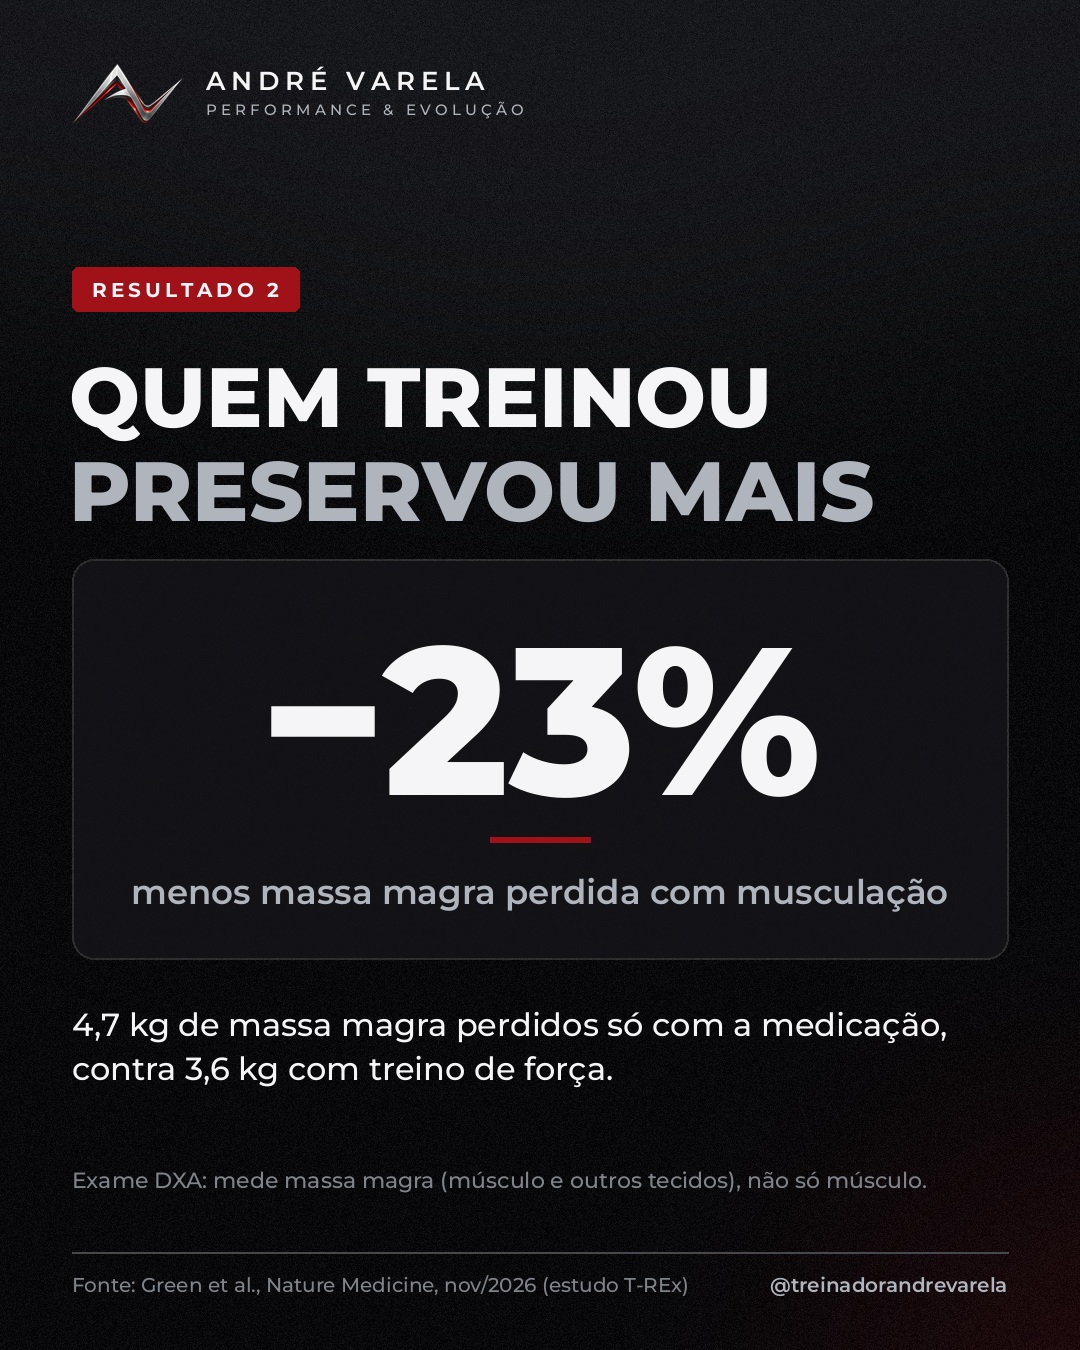 ANDRÉ VARELA
PERFORMANCE & EVOLUÇÃO
RESULTADO 2
QUEM TREINOU
PRESERVOU MAIS
–23%
menos massa magra perdida com musculação
4,7 kg de massa magra perdidos só com a medicação,
contra 3,6 kg com treino de força.
Exame DXA: mede massa magra (músculo e outros tecidos), não só músculo.
Fonte: Green et al., Nature Medicine, nov/2026 (estudo T-REx)
@treinadorandrevarela